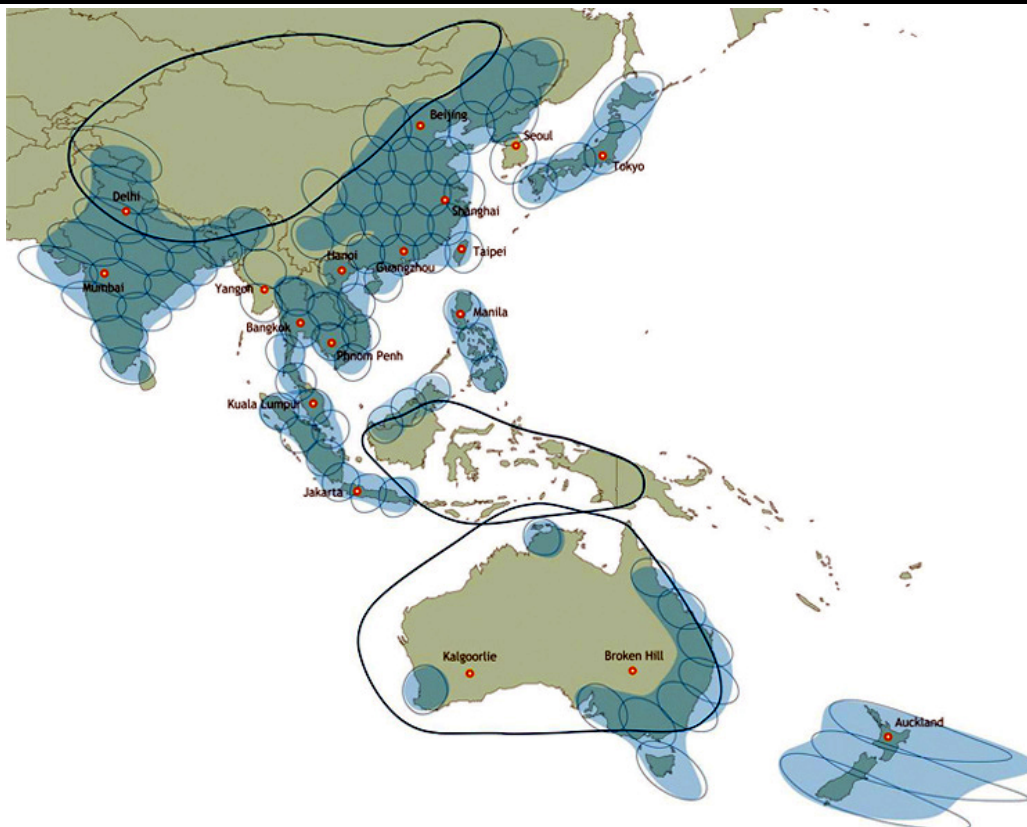 Beijing
Seoul
Tokyo
Delhi
Shanghai
Taipei
Hanoi
Guangzhou
Mumbai
Yangon
Manila
Bangkok
Phnom Penh
Kuala Lumpur
Jakarta
Kalgoorlie
Broken Hill
Auckland